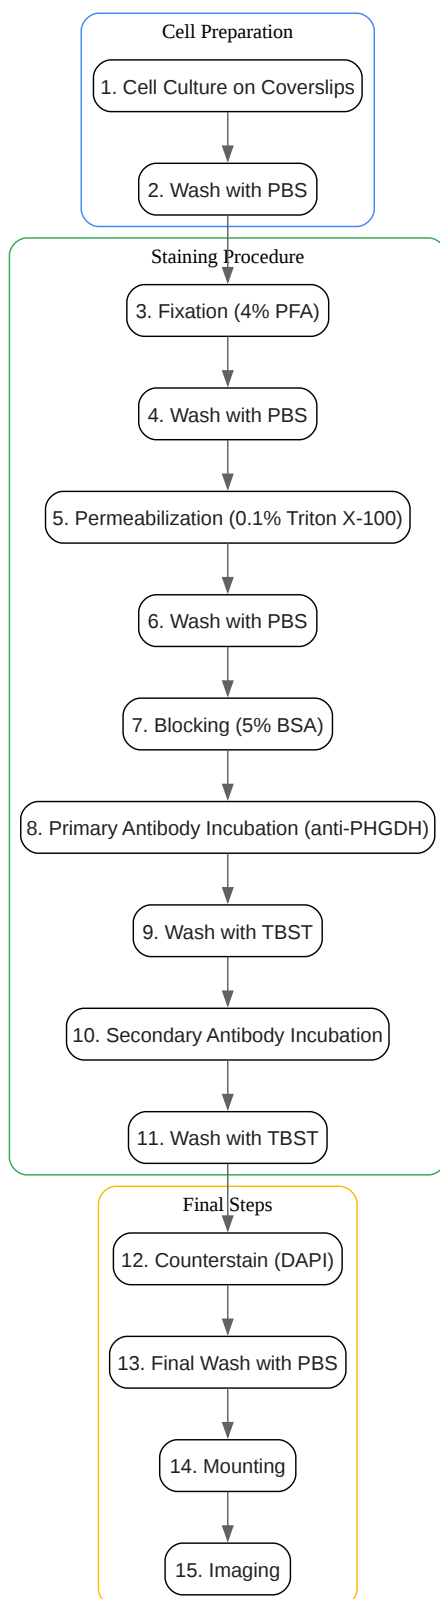 Cell Preparation
1. Cell Culture on Coverslips
2. Wash with PBS
Staining Procedure
3. Fixation (4% PFA)
4. Wash with PBS
5. Permeabilization (0.1% Triton X-100)
6. Wash with PBS
7. Blocking (5% BSA)
8. Primary Antibody Incubation (anti-PHGDH)
9. Wash with TBST
10. Secondary Antibody Incubation
11. Wash with TBST
Final Steps
12. Counterstain (DAPI)
13. Final Wash with PBS
14. Mounting
15. Imaging